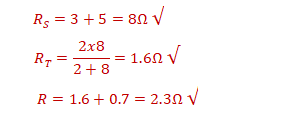 R_S = 3 + 5 = 8Ω √
R_T = 2x8 / 2 + 8 = 1.6Ω √
R = 1.6 + 0.7 = 2.3Ω √